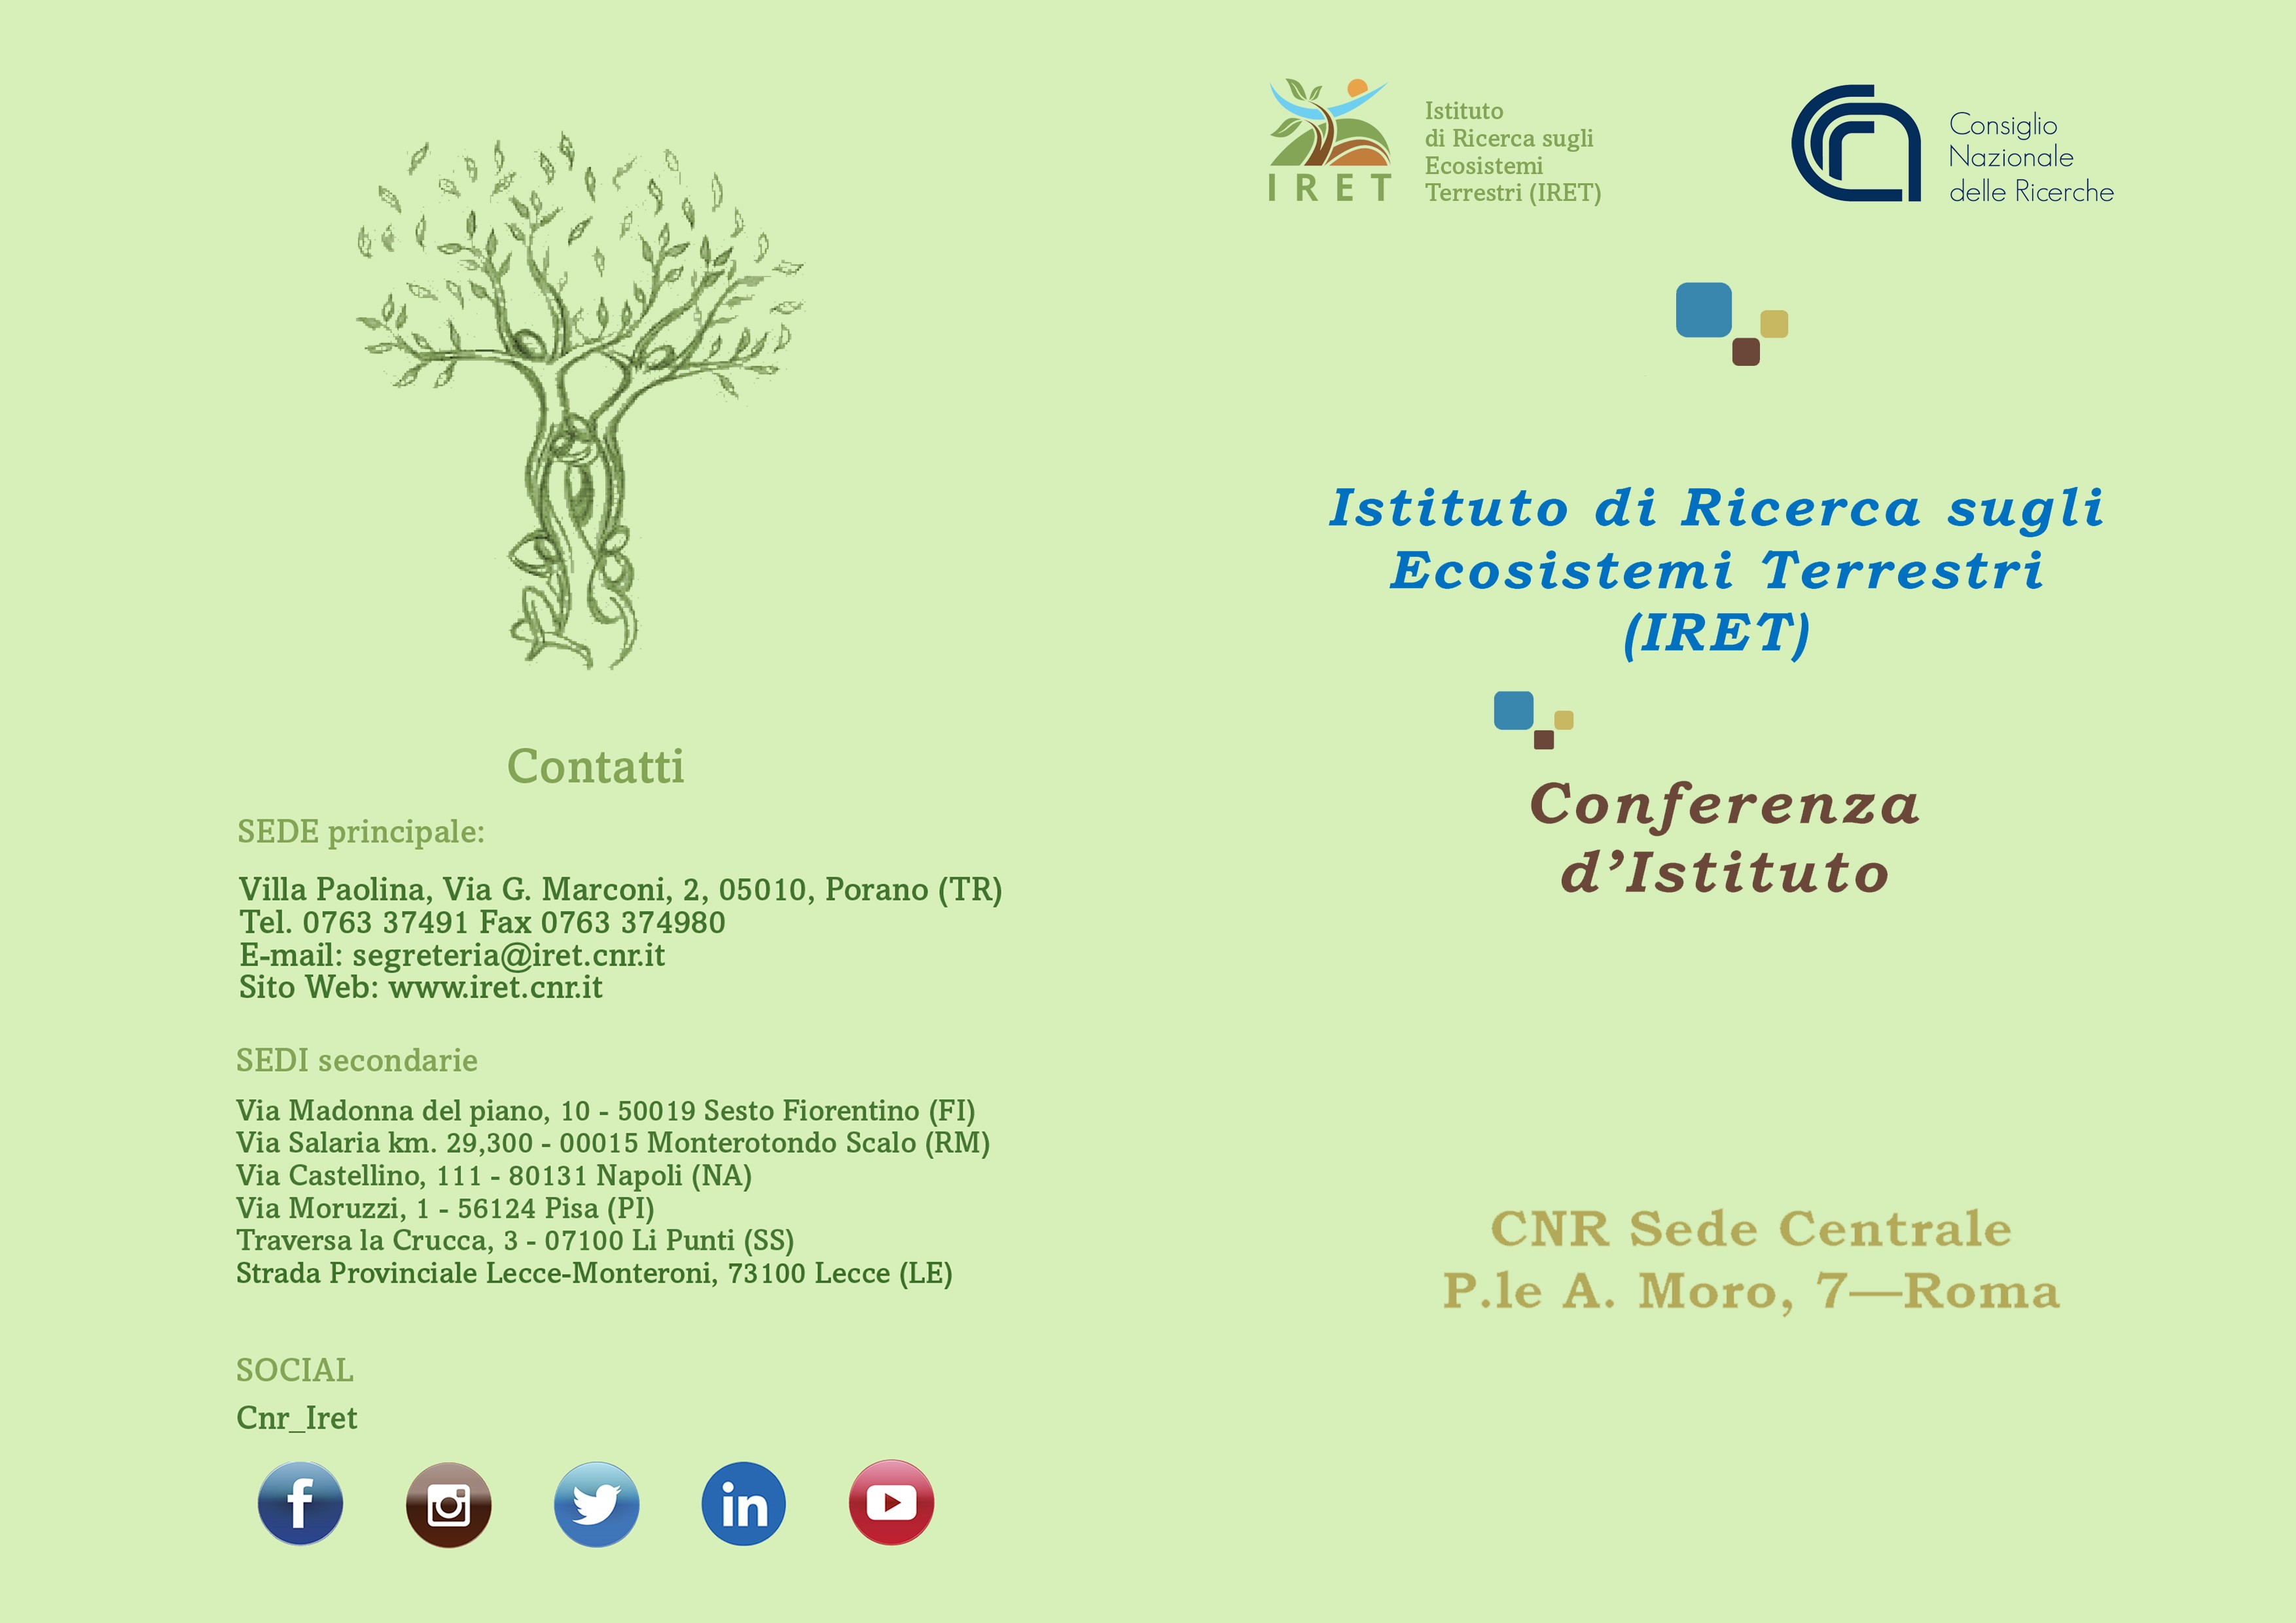 Contatti
SEDE principale:
Villa Paolina, Via G. Marconi, 2, 05010, Porano (TR)
Tel. 0763 37491 Fax 0763 374980
E-mail: segreteria@iret.cnr.it
Sito Web: www.iret.cnr.it
SEDI secondarie
Via Madonna del piano, 10 - 50019 Sesto Fiorentino (FI)
Via Salaria km. 29,300 - 00015 Monterotondo Scalo (RM)
Via Castellino, 111 - 80131 Napoli (NA)
Via Moruzzi, 1 - 56124 Pisa (PI)
Traversa la Crucca, 3 - 07100 Li Punti (SS)
Strada Provinciale Lecce-Monteroni, 73100 Lecce (LE)
SOCIAL
Cnr_Iret
f
in
IRET
Istituto
di Ricerca sugli
Ecosistemi
Terrestri (IRET)
Consiglio
Nazionale
delle Ricerche
Istituto di Ricerca sugli
Ecosistemi Terrestri
(IRET)
Conferenza
d’Istituto
CNR Sede Centrale
P.le A. Moro, 7—Roma